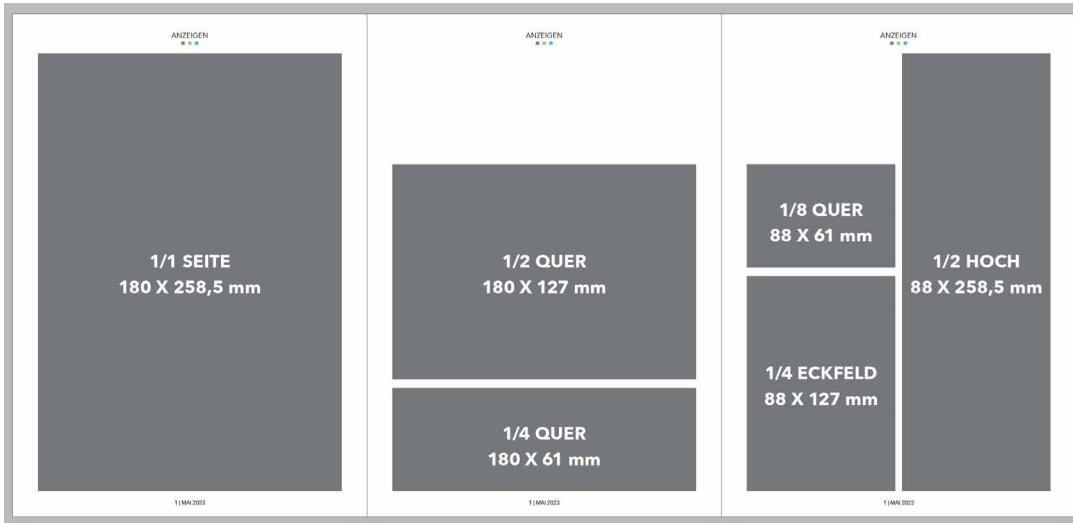 ANZEIGEN
1/1 SEITE
180 X 258,5 mm
1 | MAI 2023
ANZEIGEN
1/2 QUER
180 X 127 mm
1/4 QUER
180 X 61 mm
1 | MAI 2023
ANZEIGEN
1/8 QUER
88 X 61 mm
1/4 ECKFELD
88 X 127 mm
1/2 HOCH
88 X 258,5 mm
1 | MAI 2023